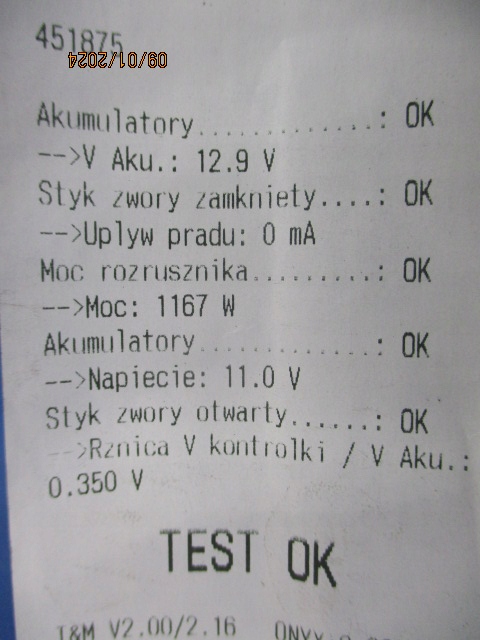 451875
09/01/2024
Akumulatory..............: OK
-->V Aku.: 12.9 V
Styk zwory zamkniety....: OK
-->Uplyw pradu: 0 mA
Moc rozrusznika.........: OK
-->Moc: 1167 W
Akumulatory.............: OK
-->Napiecie: 11.0 V
Styk zwory otwarty......: OK
-->Rznica V kontrolki / V Aku.:
0.350 V
TEST OK
T&M V2.00/2.16